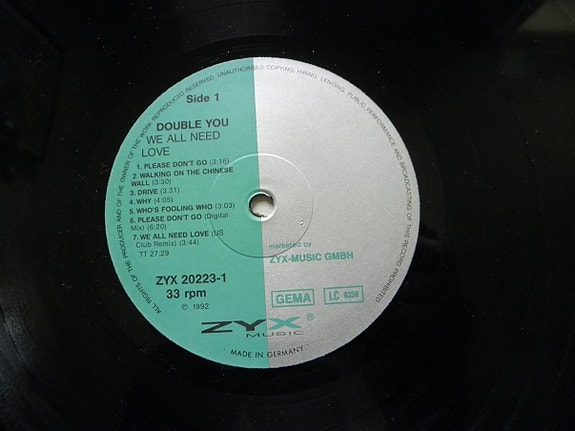 ALL RIGHTS OF THE PRODUCER AND OF THE OWNER OF THE WORK REPRODUCED RESERVED. UNAUTHORISED COPYING, HIRING, LENDING, PUBLIC PERFORMANCE AND BROADCASTING OF THIS RECORD PROHIBITED
Side 1
DOUBLE YOU
WE ALL NEED
LOVE
1. PLEASE DON'T GO (3:16)
2. WALKING ON THE CHINESE
WALL (3:30)
3. DRIVE (3:31)
4. WHY (4:05)
5. WHO'S FOOLING WHO (3:03)
6. PLEASE DON'T GO (Digital
Mix) (6:20)
7. WE ALL NEED LOVE (US
Club Remix) (3:44)
TT 27:29
marketed by
ZYX-MUSIC GMBH
ZYX 20223-1
33 rpm
℗ 1992
GEMA
LC 8350
ZYX®
MUSIC
MADE IN GERMANY